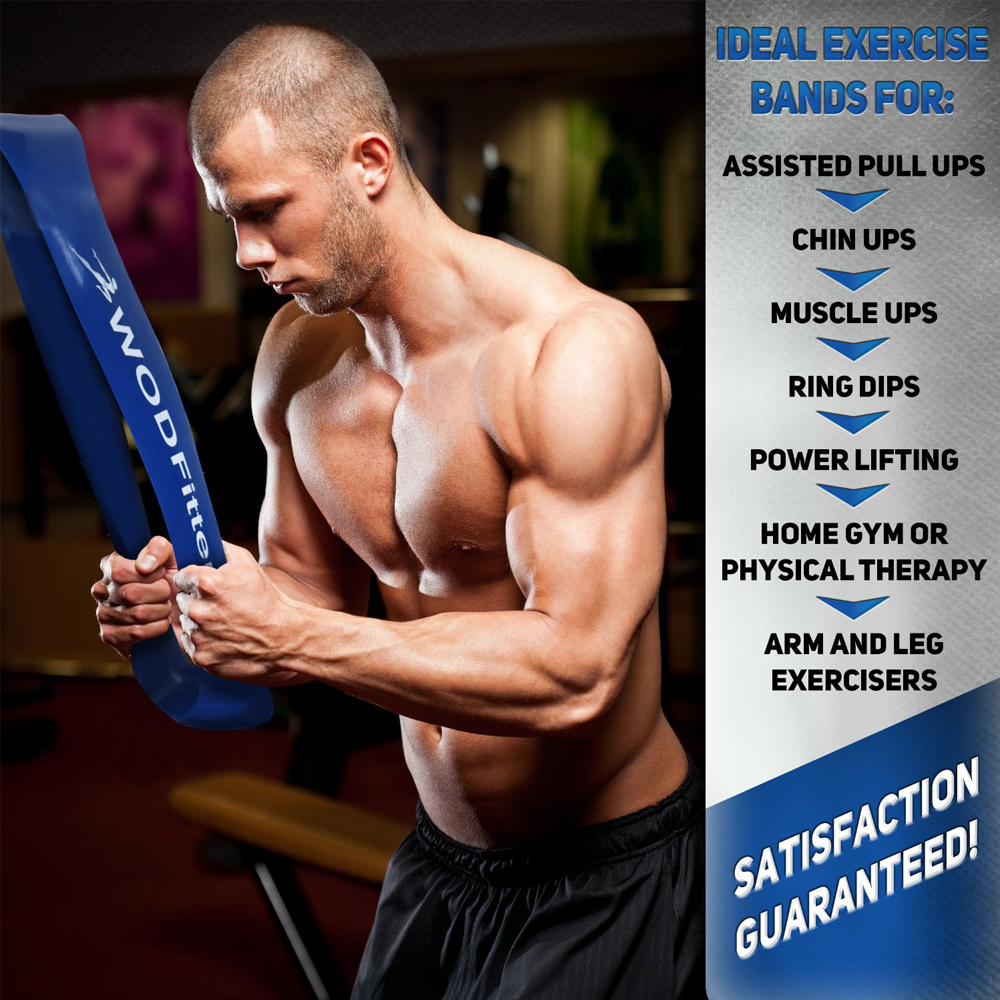 WODFitte
IDEAL EXERCISE
BANDS FOR:
ASSISTED PULL UPS
CHIN UPS
MUSCLE UPS
RING DIPS
POWER LIFTING
HOME GYM OR
PHYSICAL THERAPY
ARM AND LEG
EXERCISERS
SATISFACTION
GUARANTEED!